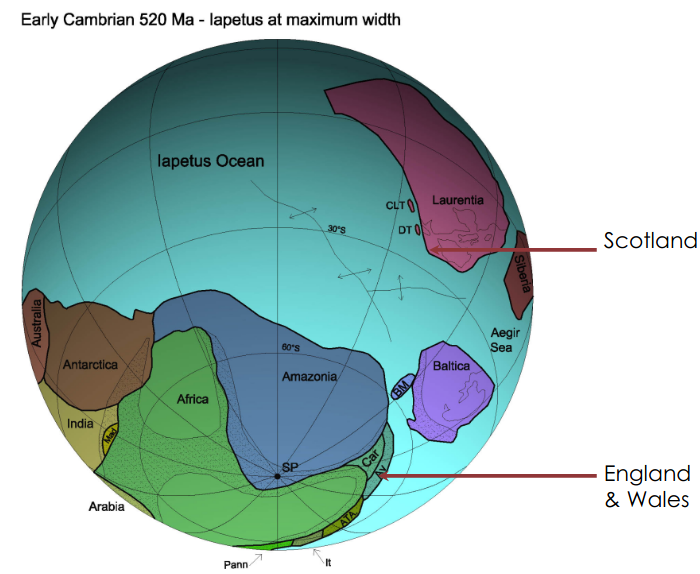 Early Cambrian 520 Ma - Iapetus at maximum width
Iapetus Ocean
CLT
Laurentia
DT
30°S
Scotland
Siberia
Australia
Aegir
Sea
60°S
Antarctica
Amazonia
Baltica
BM
Africa
India
Mad
Car
Av
SP
England
& Wales
Arabia
ATA
Pann
It